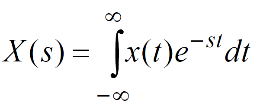 X(s) = ∫_{-∞}^{∞} x(t)e^{-st} dt